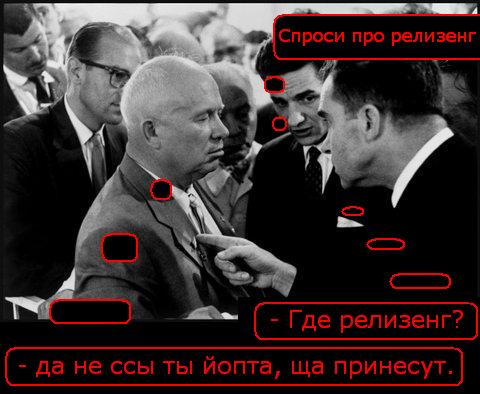 Спроси про релизенг
- Где релизенг?
- да не ссы ты йопта, ща принесут.